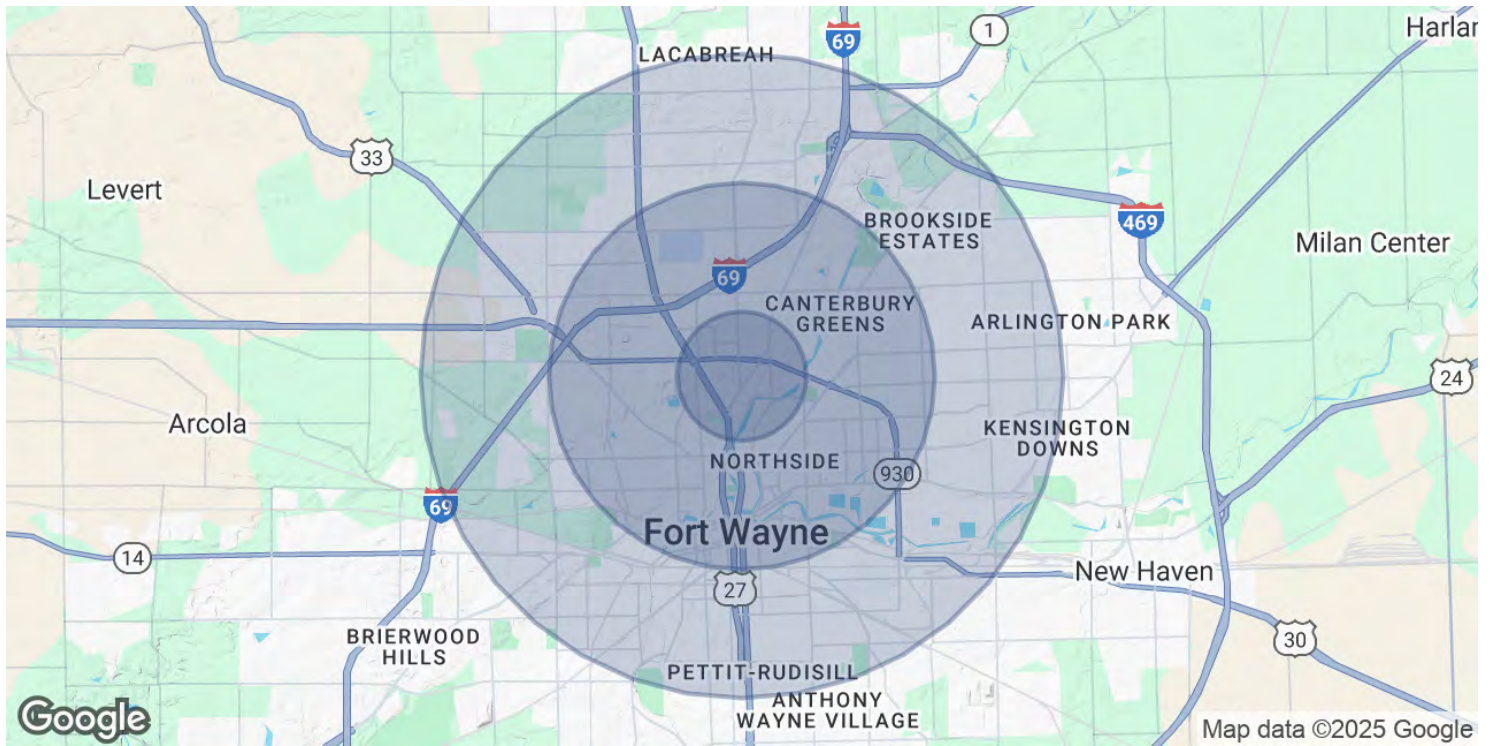 Harlan
1
69
LACABREAH
33
Levert
469
BROOKSIDE
ESTATES
Milan Center
69
CANTERBURY
GREENS
ARLINGTON PARK
24
Arcola
KENSINGTON
DOWNS
NORTHSIDE
930
69
Fort Wayne
14
New Haven
27
BRIERWOOD
HILLS
30
PETTIT-RUDISILL
ANTHONY
WAYNE VILLAGE
Google
Map data ©2025 Google